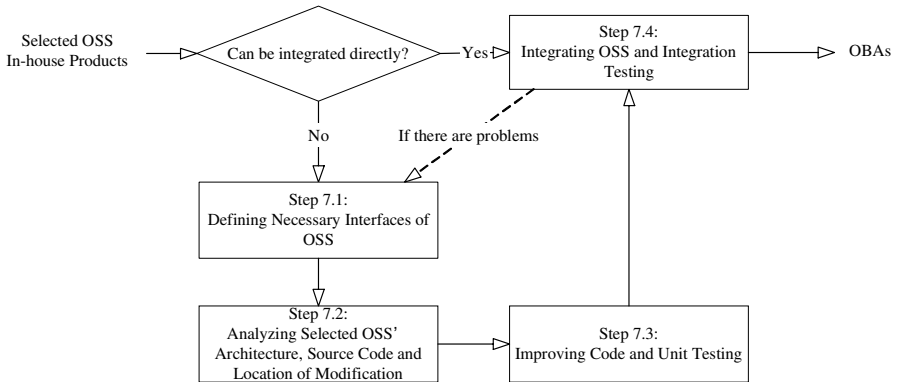 Selected OSS
In-house Products
Can be integrated directly?
Yes
Step 7.4:
Integrating OSS and Integration
Testing
OBAs
No
If there are problems
Step 7.1:
Defining Necessary Interfaces of
OSS
Step 7.2:
Analyzing Selected OSS’
Architecture, Source Code and
Location of Modification
Step 7.3:
Improving Code and Unit Testing